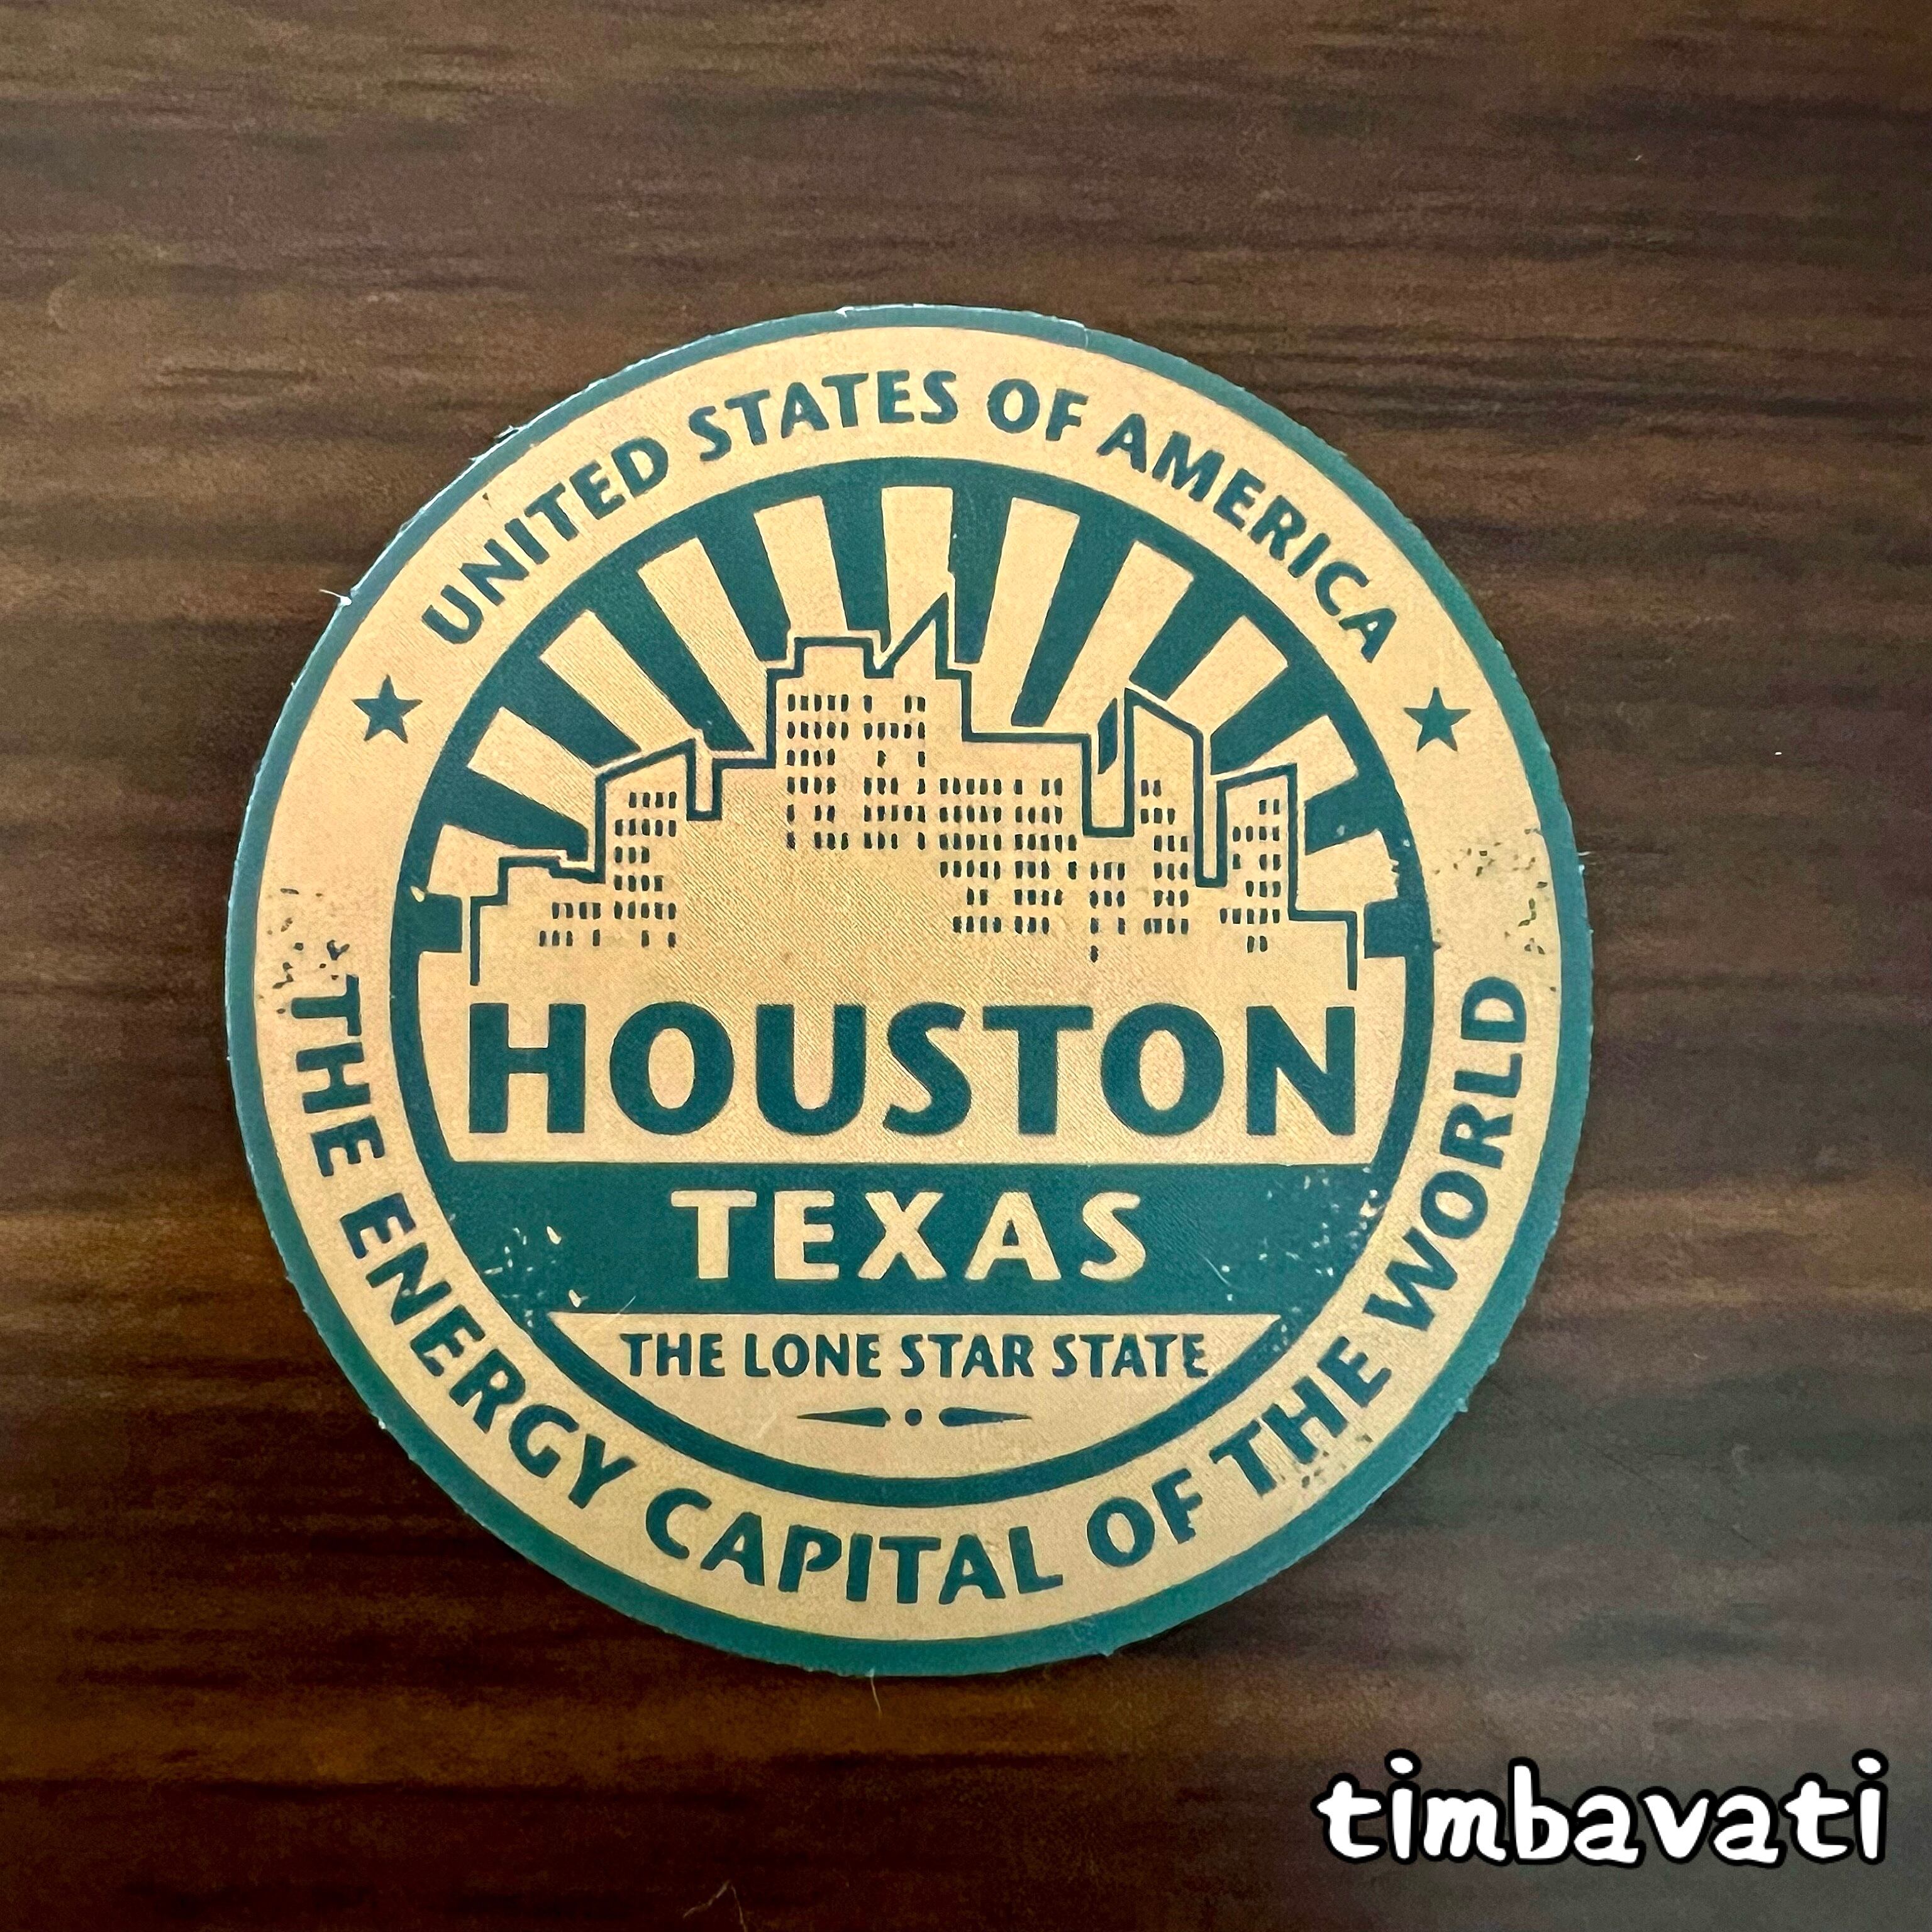 UNITED STATES OF AMERICA
HOUSTON
TEXAS
THE LONE STAR STATE
THE ENERGY CAPITAL OF THE WORLD
timbavati